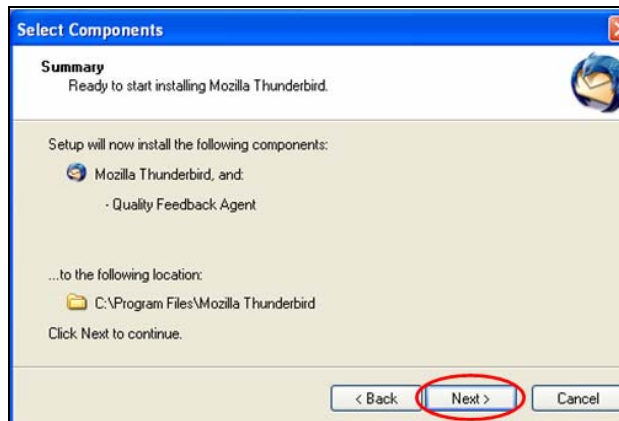 Select Components
Summary
Ready to start installing Mozilla Thunderbird.
Setup will now install the following components:
Mozilla Thunderbird, and:
- Quality Feedback Agent
...to the following location:
C:\Program Files\Mozilla Thunderbird
Click Next to continue.
< Back
Next >
Cancel